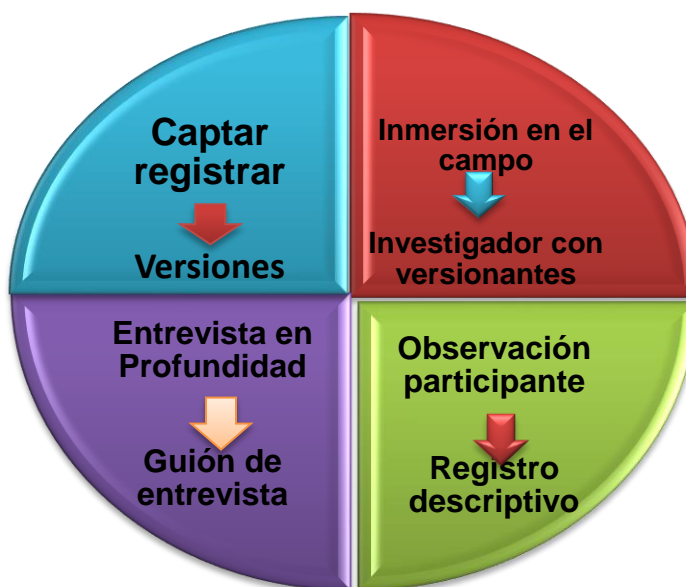 Captar
registrar
Versiones
Inmersión en el
campo
Investigador con
versionantes
Entrevista en
Profundidad
Guión de
entrevista
Observación
participante
Registro
descriptivo